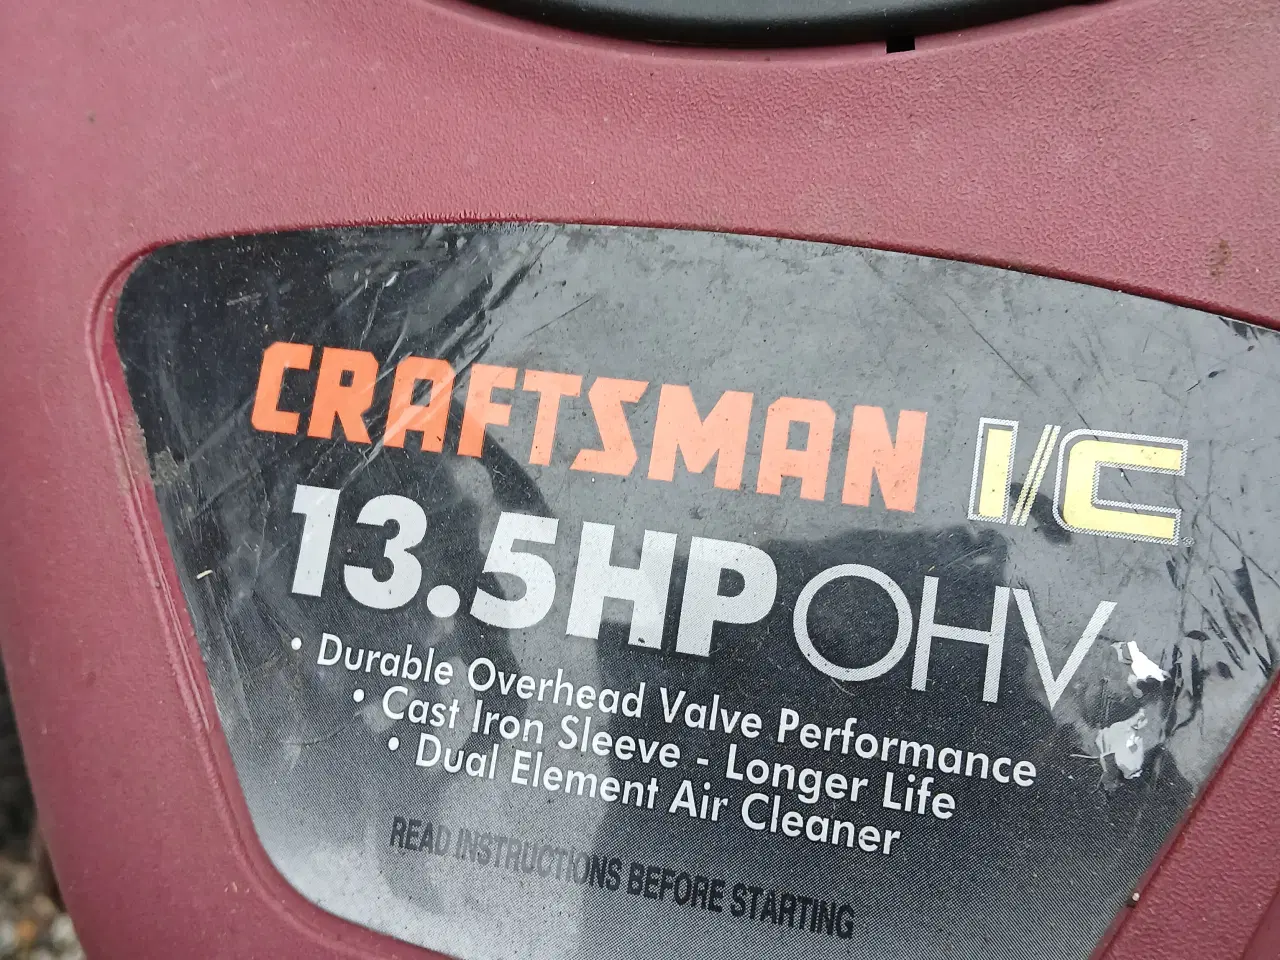 CRAFTSMAN I/C
13.5HP OHV
• Durable Overhead Valve Performance
• Cast Iron Sleeve - Longer Life
• Dual Element Air Cleaner
READ INSTRUCTIONS BEFORE STARTING